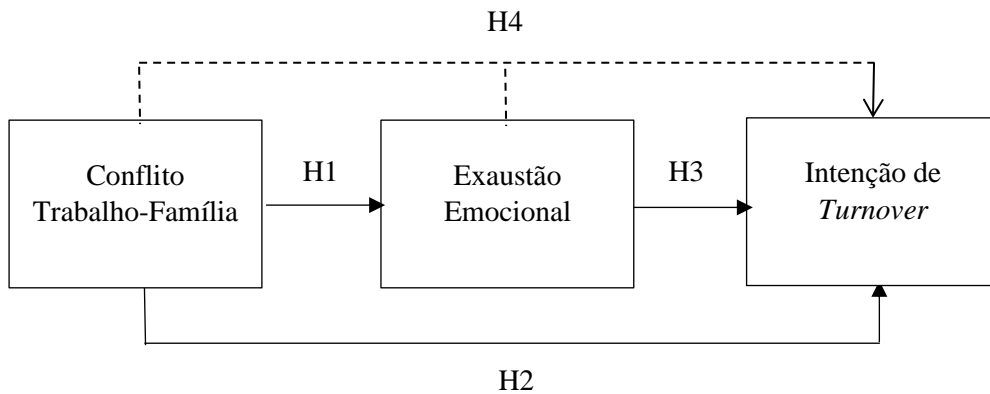 H4
Conflito
Trabalho-Família
H1
Exaustão
Emocional
H3
Intenção de
Turnover
H2